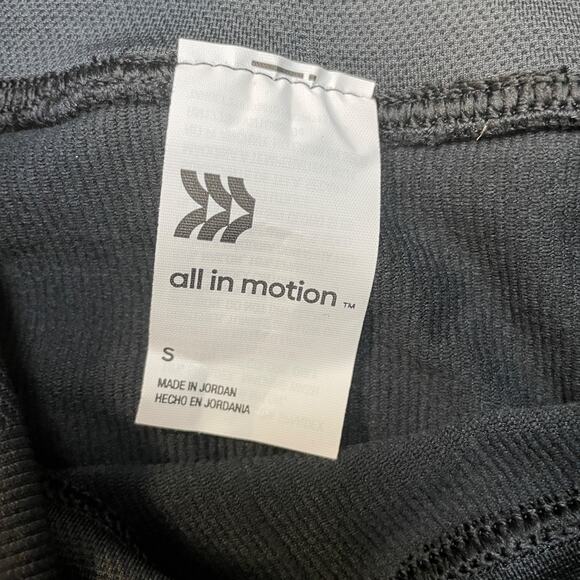 all in motion ™
S
MADE IN JORDAN
HECHO EN JORDANIA